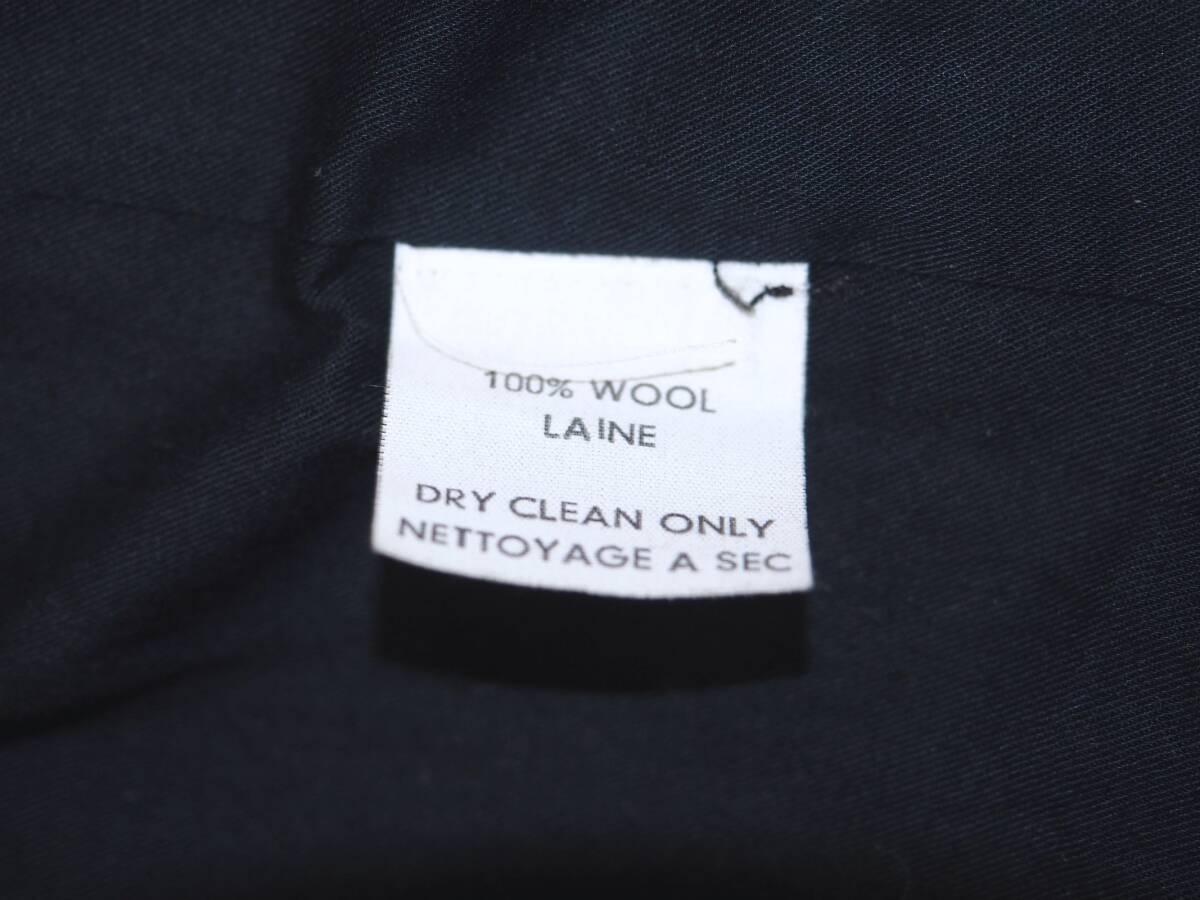 100% WOOL
LAINE
DRY CLEAN ONLY
NETTOYAGE A SEC